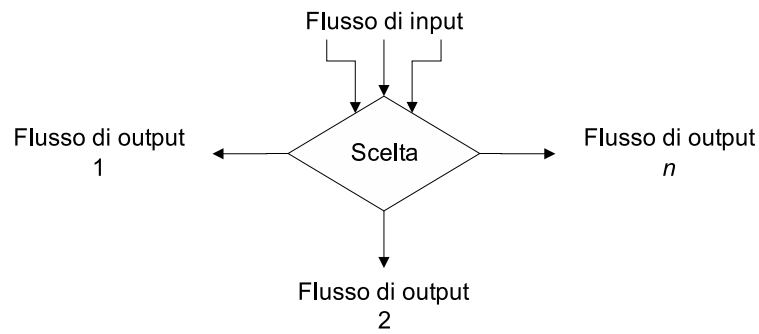 Flusso di input
Flusso di output
1
Scelta
Flusso di output
n
Flusso di output
2